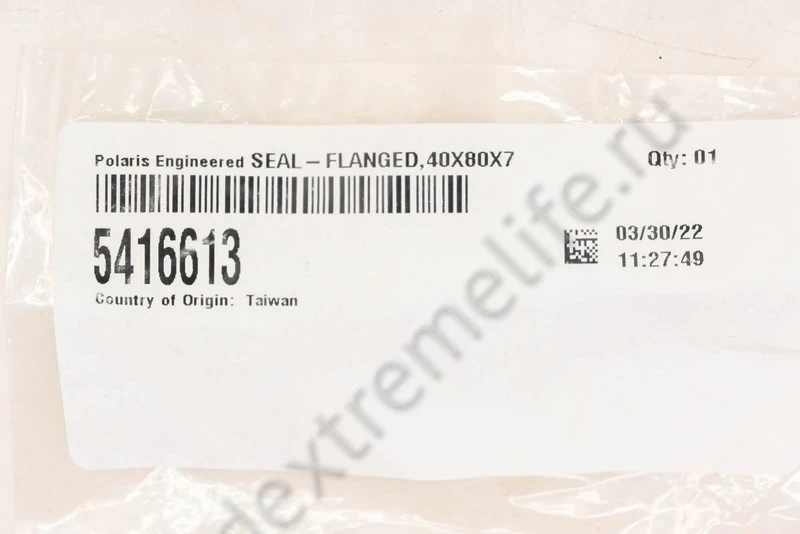 Polaris Engineered SEAL – FLANGED,40X80X7
Qty: 01
5416613
03/30/22
11:27:49
Country of Origin: Taiwan
dextremelife.ru